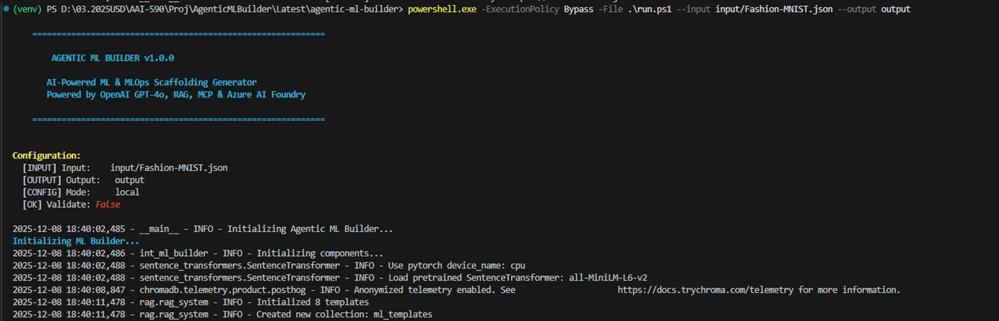 (venv) PS D:\03.2025USD\AAI-590\Proj\AgenticMLBuilder\Latest\agentic-ml-builder> powershell.exe -ExecutionPolicy Bypass -File .\run.ps1 --input input/Fashion-MNIST.json --output output
============================================================
AGENTIC ML BUILDER v1.0.0
AI-Powered ML & MLOps Scaffolding Generator
Powered by OpenAI GPT-4o, RAG, MCP & Azure AI Foundry
============================================================
Configuration:
[INPUT] Input: input/Fashion-MNIST.json
[OUTPUT] Output: output
[CONFIG] Mode: local
[OK] Validate: False
2025-12-08 18:40:02,485 - __main__ - INFO - Initializing Agentic ML Builder...
Initializing ML Builder...
2025-12-08 18:40:02,486 - int_ml_builder - INFO - Initializing components...
2025-12-08 18:40:02,488 - sentence_transformers.SentenceTransformer - INFO - Use pytorch device_name: cpu
2025-12-08 18:40:02,488 - sentence_transformers.SentenceTransformer - INFO - Load pretrained SentenceTransformer: all-MiniLM-L6-v2
2025-12-08 18:40:08,847 - chromadb.telemetry.product.posthog - INFO - Anonymized telemetry enabled. See https://docs.trychroma.com/telemetry for more information.
2025-12-08 18:40:11,478 - rag.rag_system - INFO - Initialized 8 templates
2025-12-08 18:40:11,478 - rag.rag_system - INFO - Created new collection: ml_templates